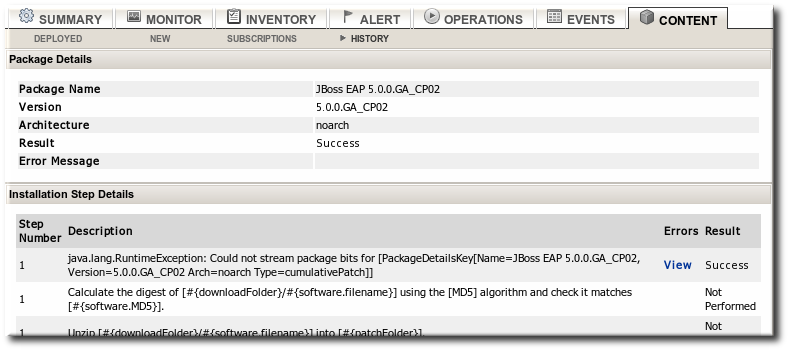 SUMMARY MONITOR INVENTORY ALERT OPERATIONS EVENTS CONTENT
DEPLOYED NEW SUBSCRIPTIONS HISTORY
Package Details
Package Name JBoss EAP 5.0.0.GA_CP02
Version 5.0.0.GA_CP02
Architecture noarch
Result Success
Error Message
Installation Step Details
Step
Number Description Errors Result
java.lang.RuntimeException: Could not stream package bits for [PackageDetailsKey[Name=JBoss EAP 5.0.0.GA_CP02,
1 View Success
Version=5.0.0.GA_CP02 Arch=noarch Type=cumulativePatch]]
Calculate the digest of [#{downloadFolder}/#{software.filename}] using the [MD5] algorithm and check it matches Not
1
[#{software.MD5}]. Performed
Not
1 Unzip [#{downloadFolder}/#{software.filename}] into [#{patchFolder}].